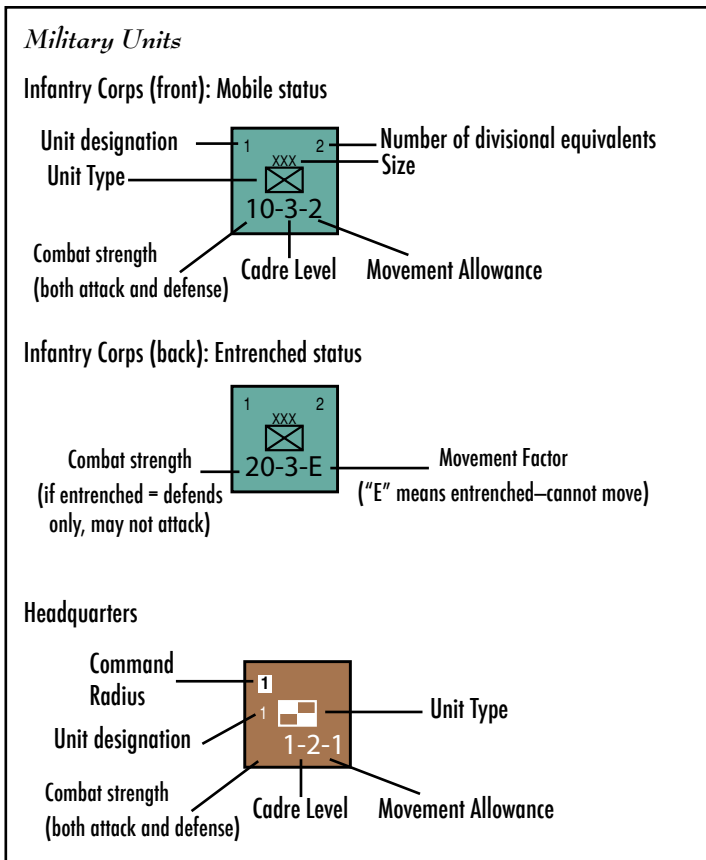 Military Units
Infantry Corps (front): Mobile status
Unit designation
Number of divisional equivalents
Size
Unit Type
1 2
XXX
10-3-2
Combat strength
(both attack and defense)
Cadre Level
Movement Allowance
Infantry Corps (back): Entrenched status
1 2
XXX
20-3-E
Combat strength
(if entrenched = defends
only, may not attack)
Movement Factor
("E" means entrenched–cannot move)
Headquarters
Command
Radius
1
1
Unit Type
Unit designation
1-2-1
Combat strength
(both attack and defense)
Cadre Level
Movement Allowance